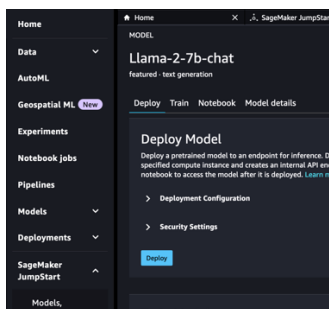 Home
Data
AutoML
Geospatial ML New
Experiments
Notebook jobs
Pipelines
Models
Deployments
SageMaker
JumpStart
Models,
Home
SageMaker JumpStar
MODEL
Llama-2-7b-chat
featured · text generation
Deploy Train Notebook Model details
Deploy Model
Deploy a pretrained model to an endpoint for inference. D
specified compute instance and creates an internal API en
notebook to access the model after it is deployed. Learn m
Deployment Configuration
Security Settings
Deploy